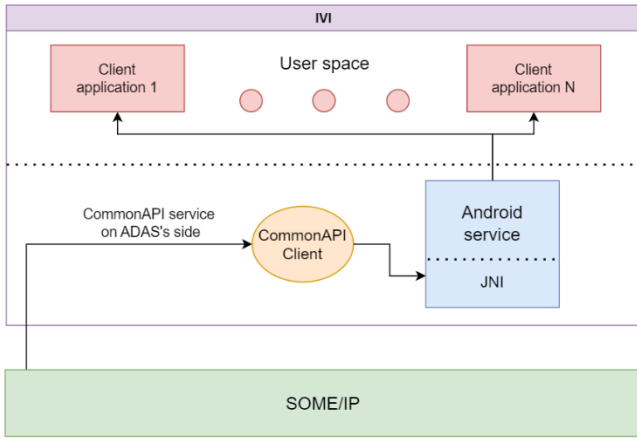 IVI
Client
application 1
User space
Client
application N
CommonAPI service
on ADAS's side
CommonAPI
Client
Android
service
JNI
SOME/IP